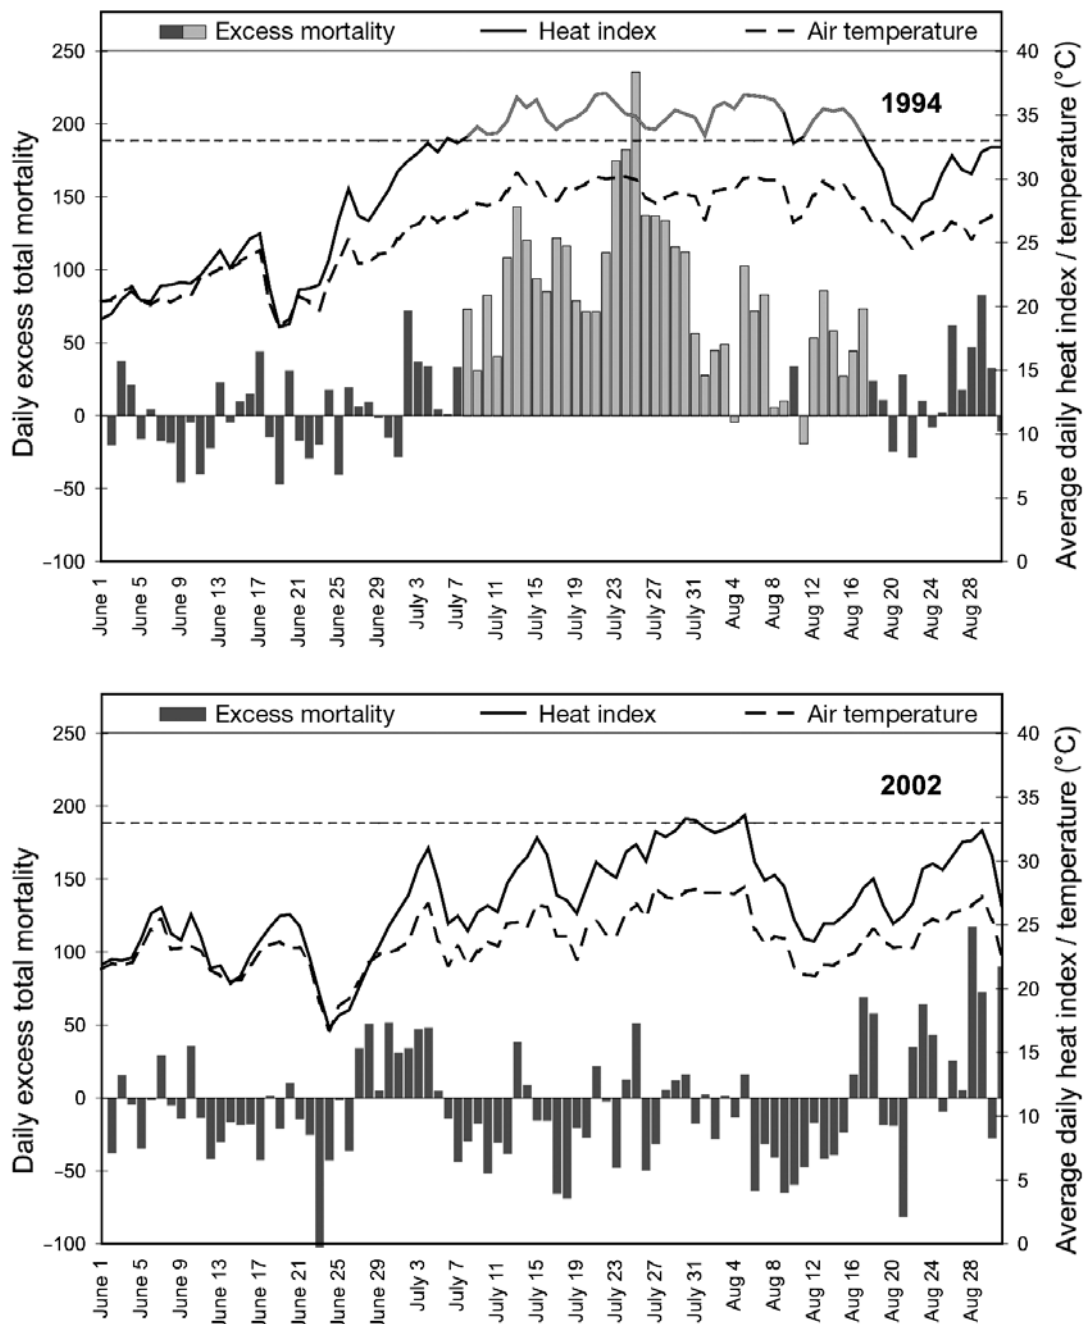 Excess mortality Heat index Air temperature
250
200
150
100
50
0
−50
−100
Daily excess total mortality
1994
40
35
30
25
20
15
10
5
0
Average daily heat index / temperature (°C)
June 1
June 5
June 9
June 13
June 17
June 21
June 25
June 29
July 3
July 7
July 11
July 15
July 19
July 23
July 27
July 31
Aug 4
Aug 8
Aug 12
Aug 16
Aug 20
Aug 24
Aug 28
Excess mortality Heat index Air temperature
250
200
150
100
50
0
−50
−100
Daily excess total mortality
2002
40
35
30
25
20
15
10
5
0
Average daily heat index / temperature (°C)
June 1
June 5
June 9
June 13
June 17
June 21
June 25
June 29
July 3
July 7
July 11
July 15
July 19
July 23
July 27
July 31
Aug 4
Aug 8
Aug 12
Aug 16
Aug 20
Aug 24
Aug 28